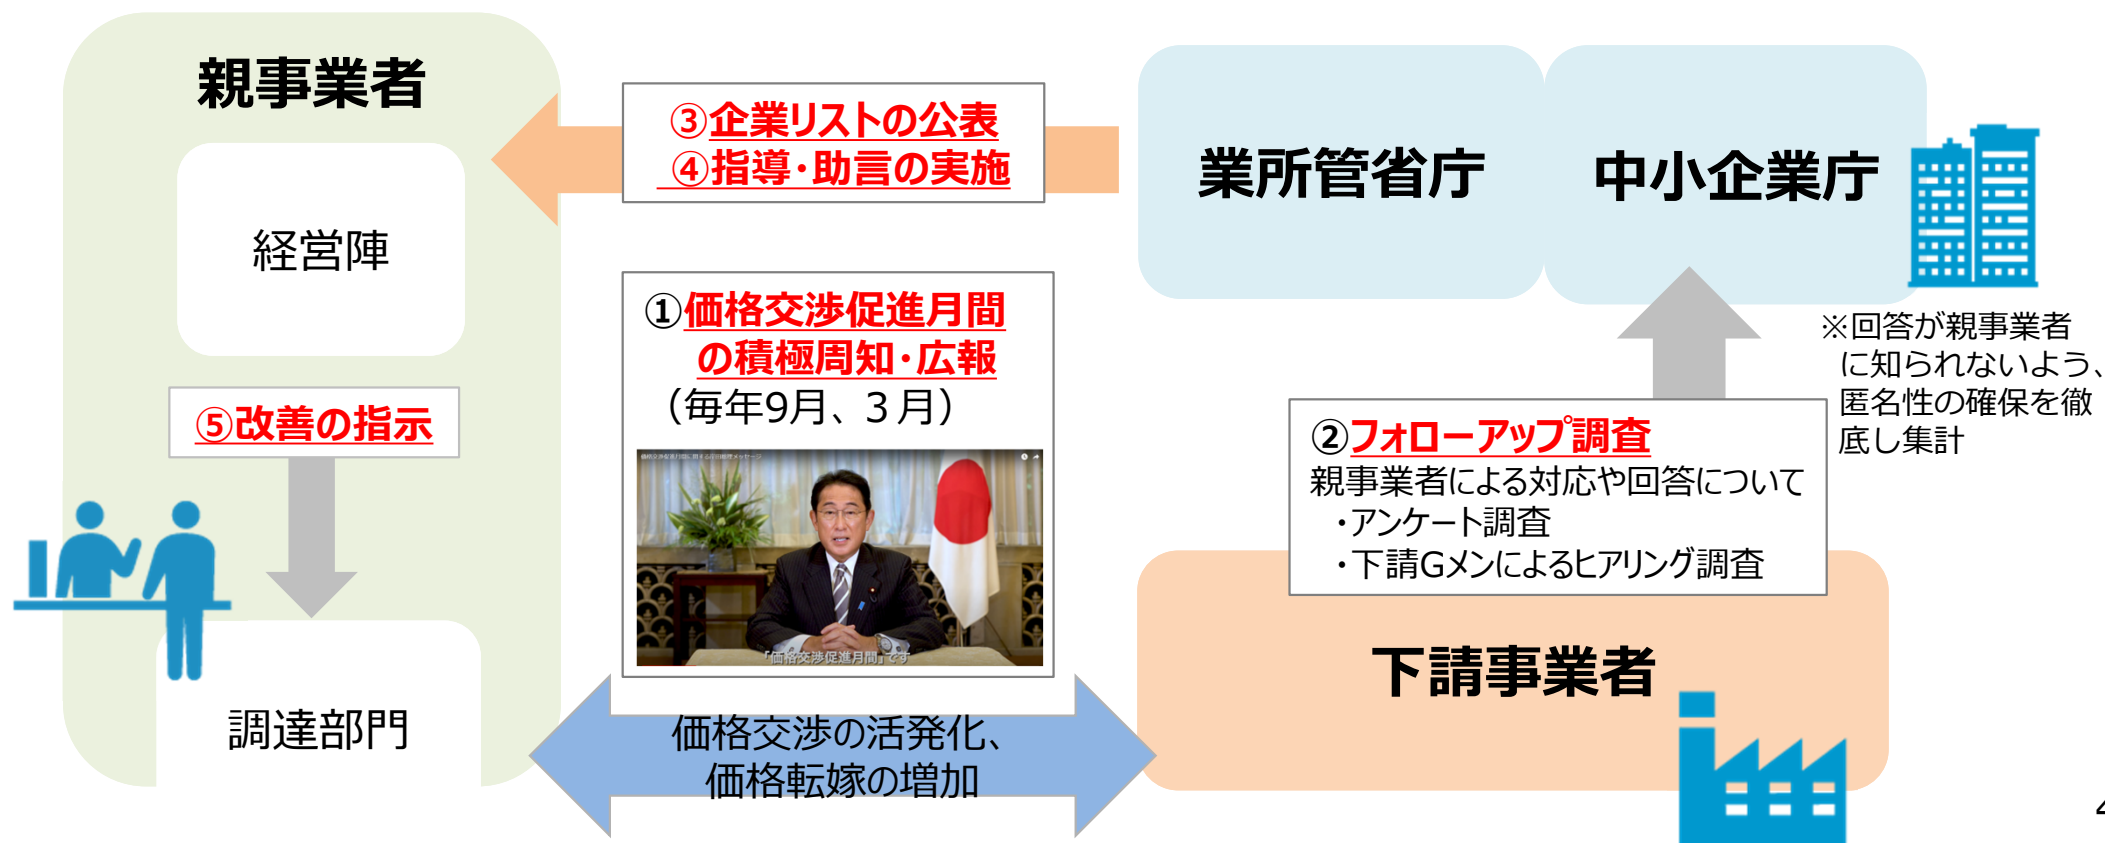 親事業者
経営陣
⑤改善の指示
調達部門
③企業リストの公表
④指導・助言の実施
①価格交渉促進月間
の積極周知・広報
（毎年9月、３月）
「価格交渉促進月間」です
価格交渉の活発化、
価格転嫁の増加
業所管省庁
中小企業庁
※回答が親事業者
に知られないよう、
匿名性の確保を徹
底し集計
②フォローアップ調査
親事業者による対応や回答について
・アンケート調査
・下請Gメンによるヒアリング調査
下請事業者